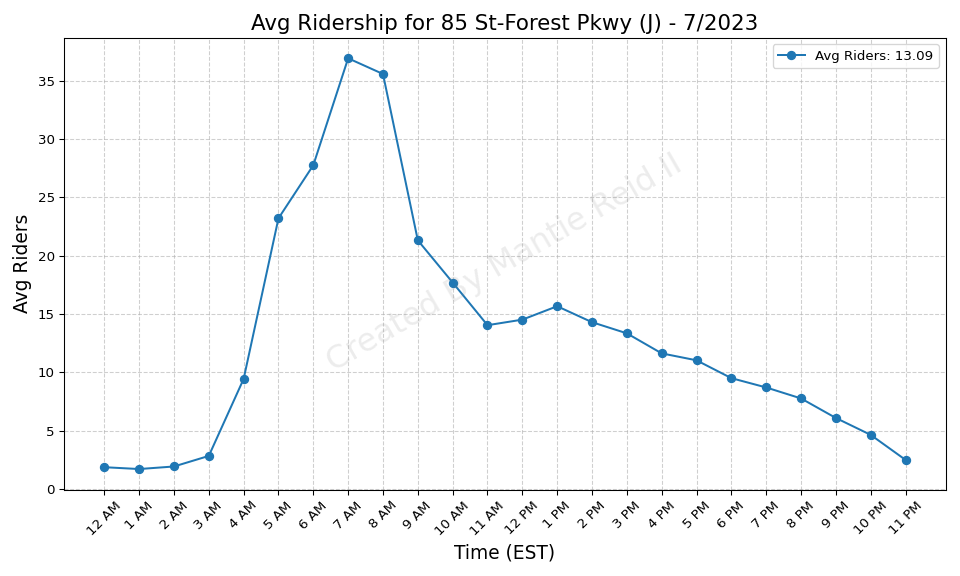 Avg Ridership for 85 St-Forest Pkwy (J) - 7/2023
Avg Riders: 13.09
35
30
25
20
15
10
5
0
Avg Riders
Created By Mantie Reid II
12 AM
1 AM
2 AM
3 AM
4 AM
5 AM
6 AM
7 AM
8 AM
9 AM
10 AM
11 AM
12 PM
1 PM
2 PM
3 PM
4 PM
5 PM
6 PM
7 PM
8 PM
9 PM
10 PM
11 PM
Time (EST)